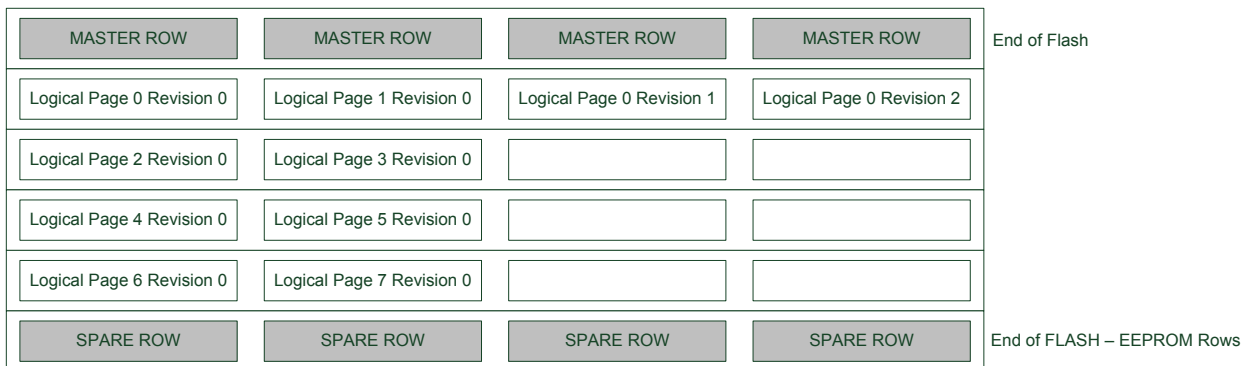 MASTER ROW MASTER ROW MASTER ROW MASTER ROW End of Flash
Logical Page 0 Revision 0 Logical Page 1 Revision 0 Logical Page 0 Revision 1 Logical Page 0 Revision 2
Logical Page 2 Revision 0 Logical Page 3 Revision 0
Logical Page 4 Revision 0 Logical Page 5 Revision 0
Logical Page 6 Revision 0 Logical Page 7 Revision 0
SPARE ROW SPARE ROW SPARE ROW SPARE ROW End of FLASH – EEPROM Rows